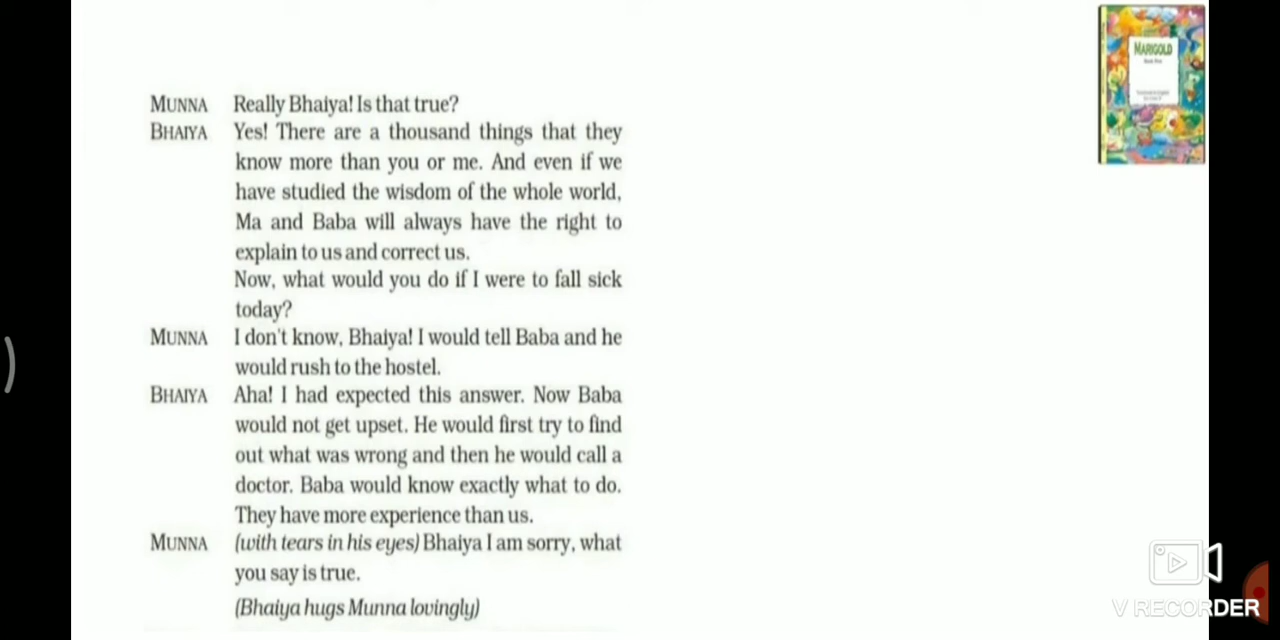 MARIGOLD
MUNNA Really Bhaiya! Is that true?
BHAIYA Yes! There are a thousand things that they
know more than you or me. And even if we
have studied the wisdom of the whole world,
Ma and Baba will always have the right to
explain to us and correct us.
Now, what would you do if I were to fall sick
today?
MUNNA I don't know, Bhaiya! I would tell Baba and he
would rush to the hostel.
BHAIYA Aha! I had expected this answer. Now Baba
would not get upset. He would first try to find
out what was wrong and then he would call a
doctor. Baba would know exactly what to do.
They have more experience than us.
MUNNA (with tears in his eyes) Bhaiya I am sorry, what
you say is true.
(Bhaiya hugs Munna lovingly)
V RECORDER